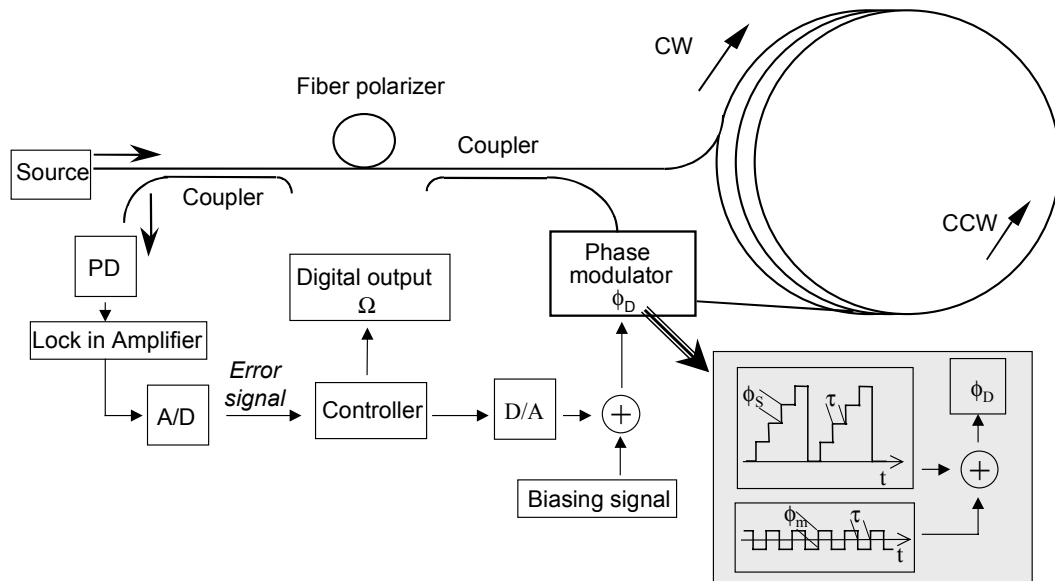 CW
Fiber polarizer
Coupler
Source
Coupler
CCW
PD
Digital output
Ω
Phase
modulator
ϕD
Lock in Amplifier
Error
signal
A/D
Controller
D/A
+
Biasing signal
ϕS
τ
t
ϕD
+
ϕm
τ
t